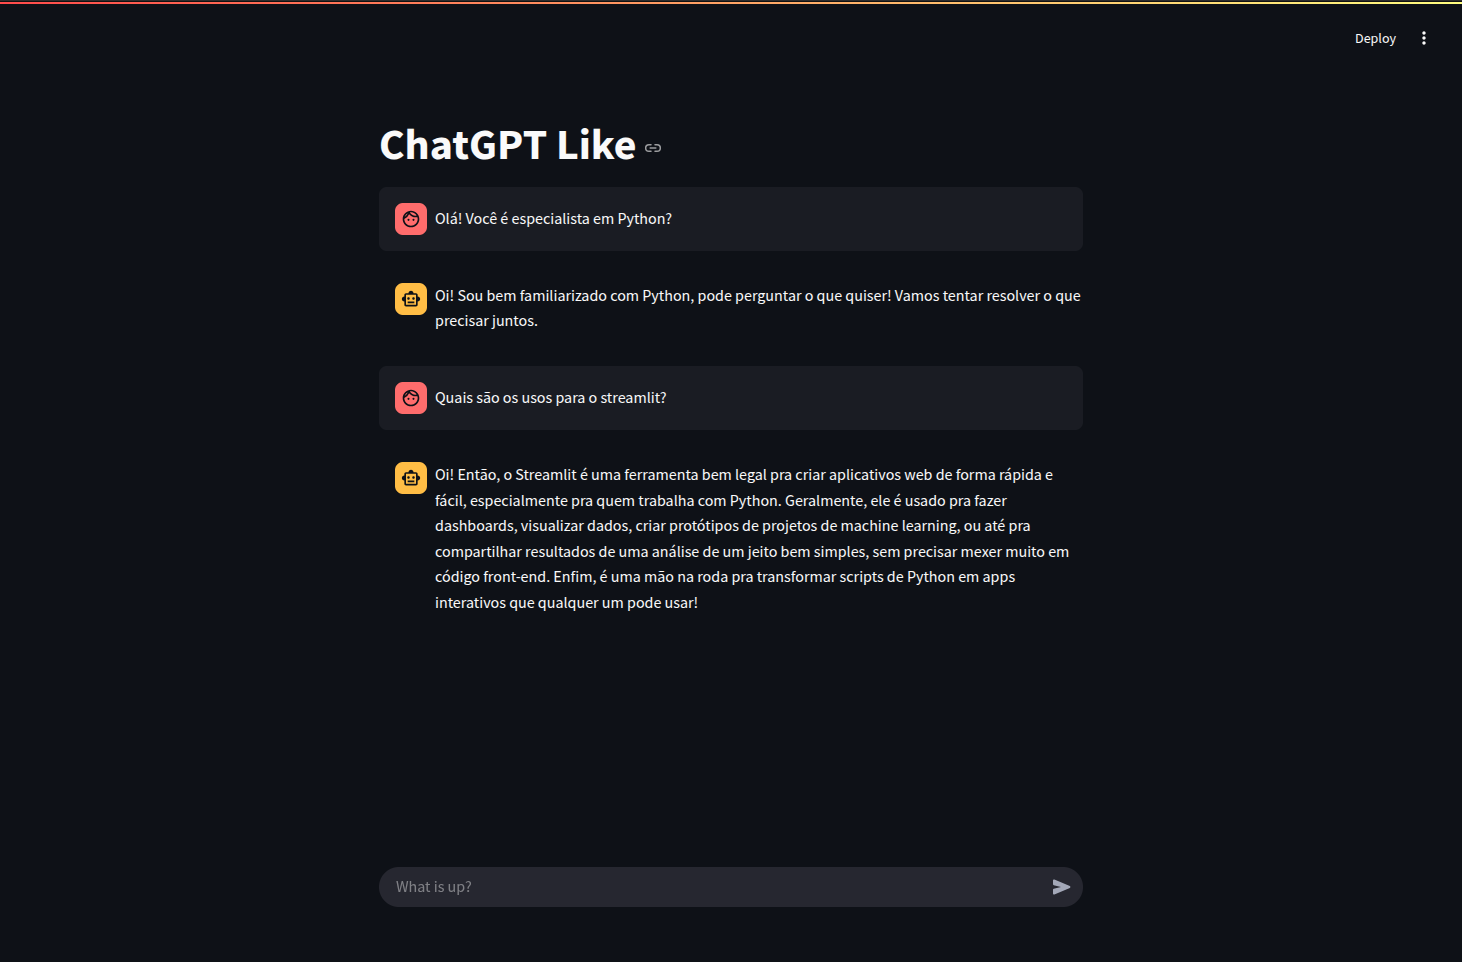 Deploy
ChatGPT Like
Olá! Você é especialista em Python?
Oi! Sou bem familiarizado com Python, pode perguntar o que quiser! Vamos tentar resolver o que
precisar juntos.
Quais são os usos para o streamlit?
Oi! Então, o Streamlit é uma ferramenta bem legal pra criar aplicativos web de forma rápida e
fácil, especialmente pra quem trabalha com Python. Geralmente, ele é usado pra fazer
dashboards, visualizar dados, criar protótipos de projetos de machine learning, ou até pra
compartilhar resultados de uma análise de um jeito bem simples, sem precisar mexer muito em
código front-end. Enfim, é uma mão na roda pra transformar scripts de Python em apps
interativos que qualquer um pode usar!
What is up?